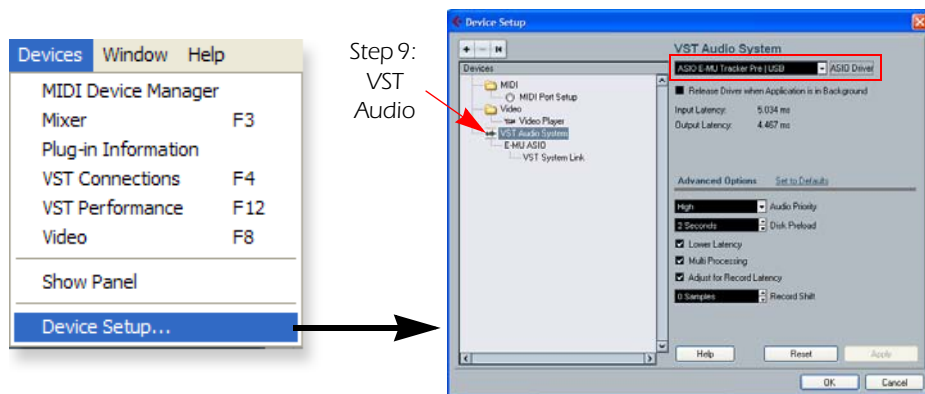 Devices Window Help
MIDI Device Manager
Mixer F3
Plug-in Information
VST Connections F4
VST Performance F12
Video F8
Show Panel
Device Setup...
Step 9:
VST
Audio
Device Setup
Devices
MIDI
MIDI Port Setup
Video
Video Player
VST Audio System
E-MU ASIO
VST System Link
VST Audio System
ASIO E-MU Tracker Pre | USB ASIO Driver
Release Driver when Application is in Background
Input Latency: 5.034 ms
Output Latency: 4.467 ms
Advanced Options Set to Defaults
High Audio Priority
2 Seconds Disk Preload
Lower Latency
Multi Processing
Adjust for Record Latency
0 Samples Record Shift
Help Reset Apply
OK Cancel